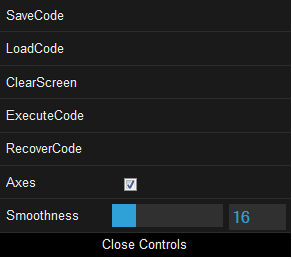 SaveCode
LoadCode
ClearScreen
ExecuteCode
RecoverCode
Axes
Smoothness 16
Close Controls